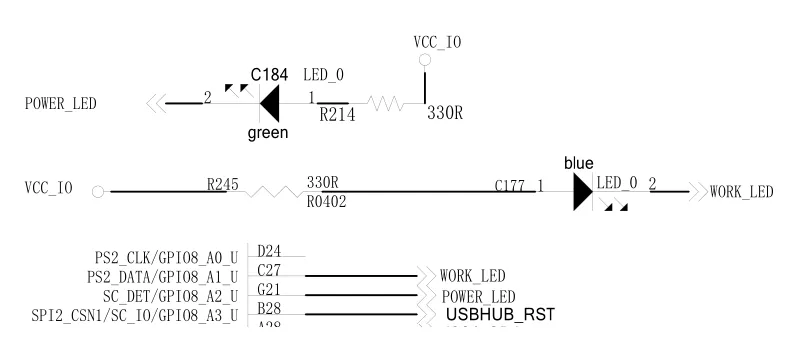 VCC_IO
C184 LED_0
POWER_LED 2 1
R214 330R
green
blue
VCC_IO R245 330R C177 1 LED_0 2 WORK_LED
R0402
PS2_CLK/GPIO8_A0_U D24
PS2_DATA/GPIO8_A1_U C27 WORK_LED
SC_DET/GPIO8_A2_U G21 POWER_LED
SPI2_CSN1/SC_IO/GPIO8_A3_U B28 USBHUB_RST